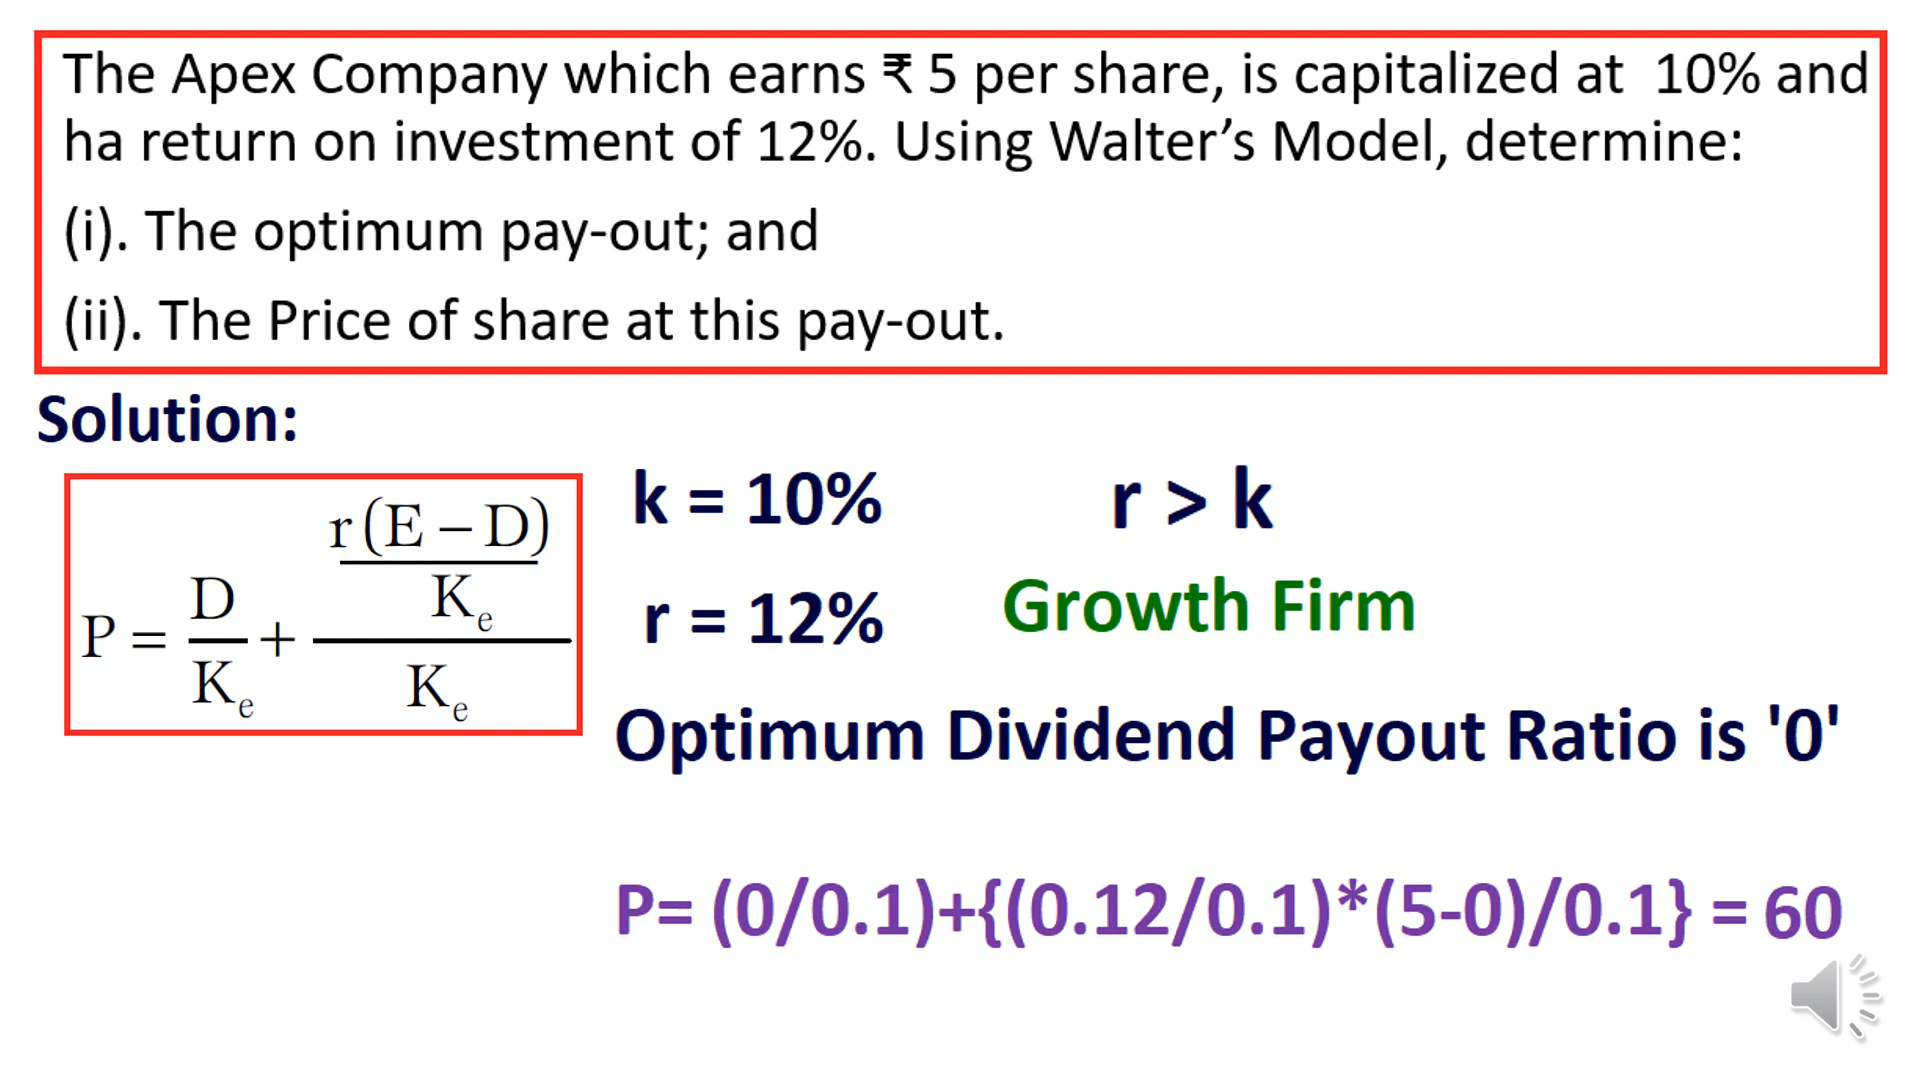 The Apex Company which earns ₹ 5 per share, is capitalized at 10% and
ha return on investment of 12%. Using Walter’s Model, determine:
(i). The optimum pay-out; and
(ii). The Price of share at this pay-out.
Solution:
P = D/Ke + (r(E – D)/Ke)/Ke
k = 10%
r > k
r = 12%
Growth Firm
Optimum Dividend Payout Ratio is '0'
P= (0/0.1)+{(0.12/0.1)*(5-0)/0.1} = 60